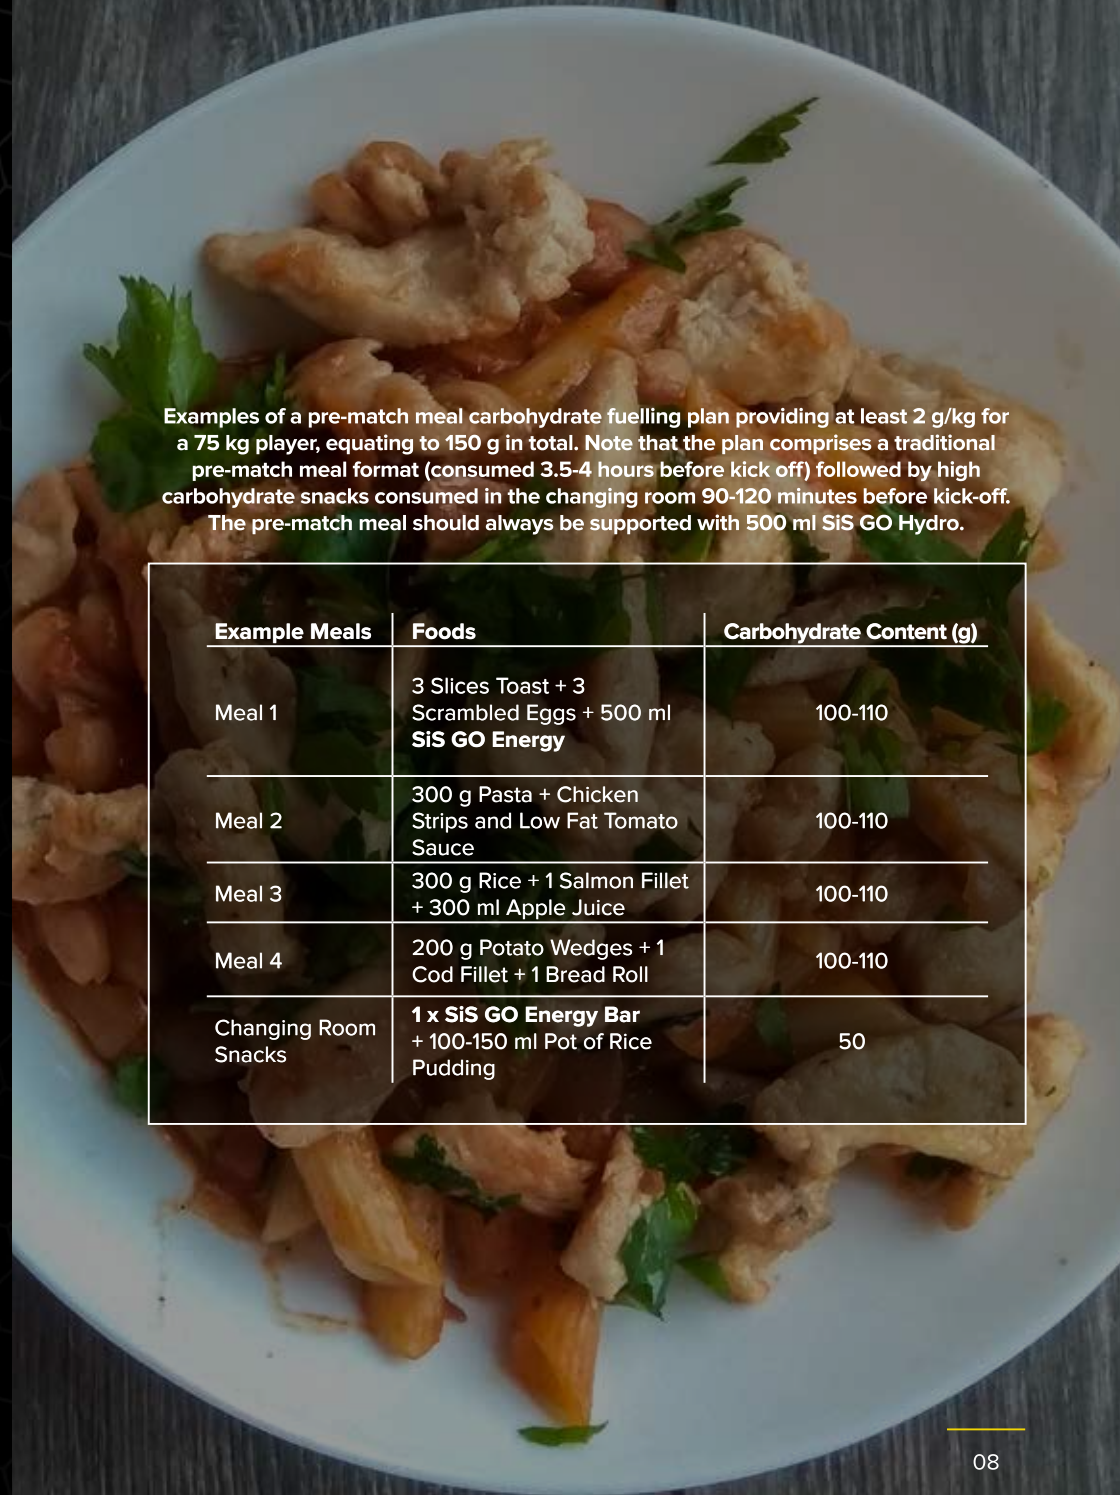 Examples of a pre-match meal carbohydrate fuelling plan providing at least 2 g/kg for
a 75 kg player, equating to 150 g in total. Note that the plan comprises a traditional
pre-match meal format (consumed 3.5-4 hours before kick off) followed by high
carbohydrate snacks consumed in the changing room 90-120 minutes before kick-off.
The pre-match meal should always be supported with 500 ml SiS GO Hydro.
Example Meals Foods Carbohydrate Content (g)
Meal 1
3 Slices Toast + 3
Scrambled Eggs + 500 ml
SiS GO Energy
100-110
Meal 2
300 g Pasta + Chicken
Strips and Low Fat Tomato
Sauce
100-110
Meal 3
300 g Rice + 1 Salmon Fillet
+ 300 ml Apple Juice
100-110
Meal 4
200 g Potato Wedges + 1
Cod Fillet + 1 Bread Roll
100-110
Changing Room
Snacks
1 x SiS GO Energy Bar
+ 100-150 ml Pot of Rice
Pudding
50
08